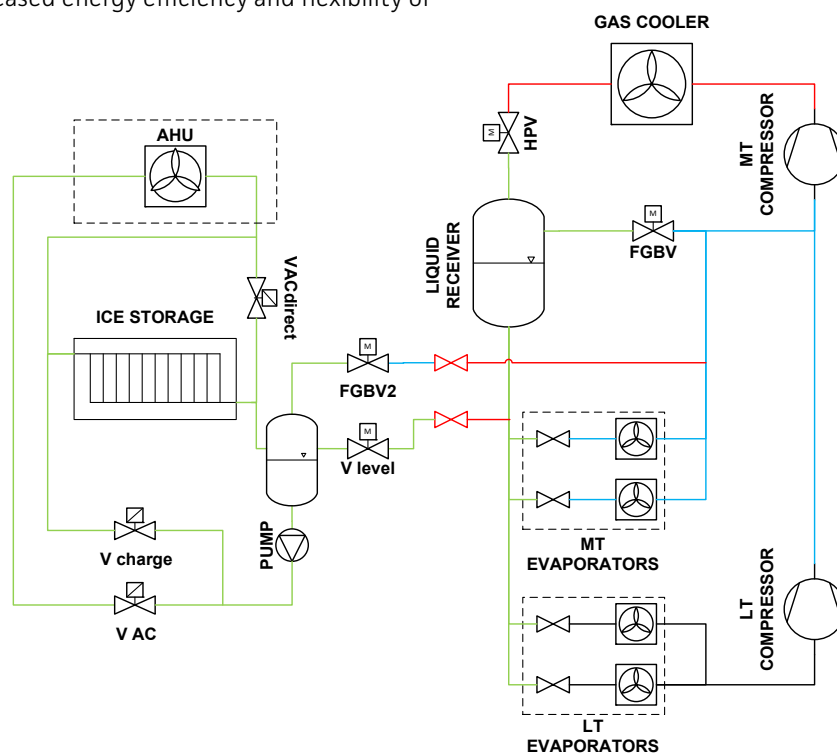 eased energy efficiency and flexibility of
GAS COOLER
AHU
M
HPV
MT
COMPRESSOR
LIQUID
RECEIVER
M
FGBV
VACdirect
ICE STORAGE
M
FGBV2
M
V level
PUMP
V charge
V AC
MT
EVAPORATORS
LT
COMPRESSOR
LT
EVAPORATORS